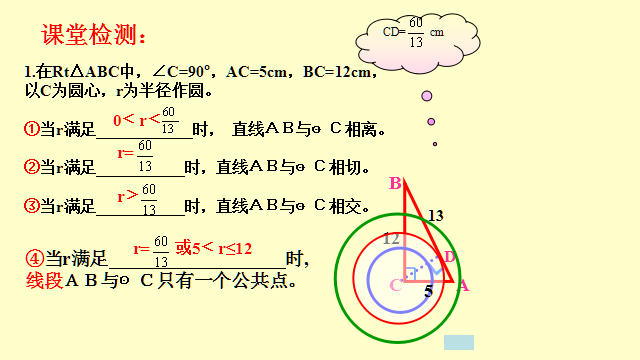 课堂检测：
CD=60/13 cm
1.在Rt△ABC中，∠C=90°，AC=5cm，BC=12cm，
以C为圆心，r为半径作圆。
①当r满足 0＜r＜60/13 时， 直线ＡＢ与⊙Ｃ相离。
②当r满足 r=60/13 时，直线ＡＢ与⊙Ｃ相切。
③当r满足 r＞60/13 时，直线ＡＢ与⊙Ｃ相交。
④当r满足 r=60/13 或5＜r≤12 时，
线段ＡＢ与⊙Ｃ只有一个公共点。
B
13
12
D
C
5
A